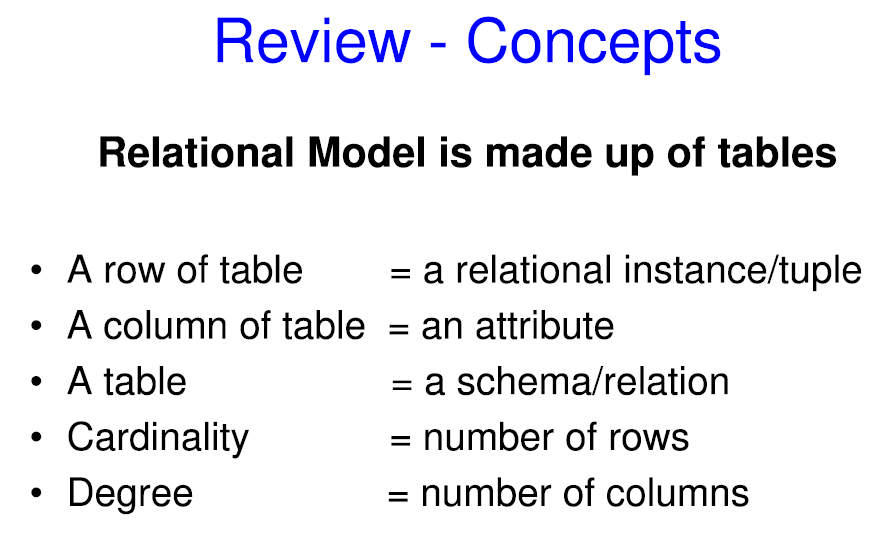 Review - Concepts
Relational Model is made up of tables
• A row of table = a relational instance/tuple
• A column of table = an attribute
• A table = a schema/relation
• Cardinality = number of rows
• Degree = number of columns